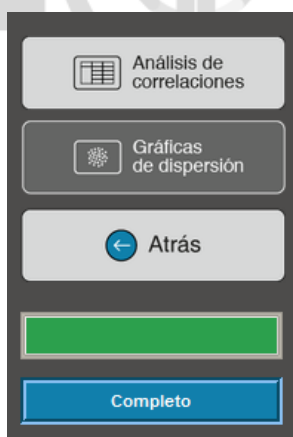 Análisis de
correlaciones
Gráficas
de dispersión
Atrás
Completo